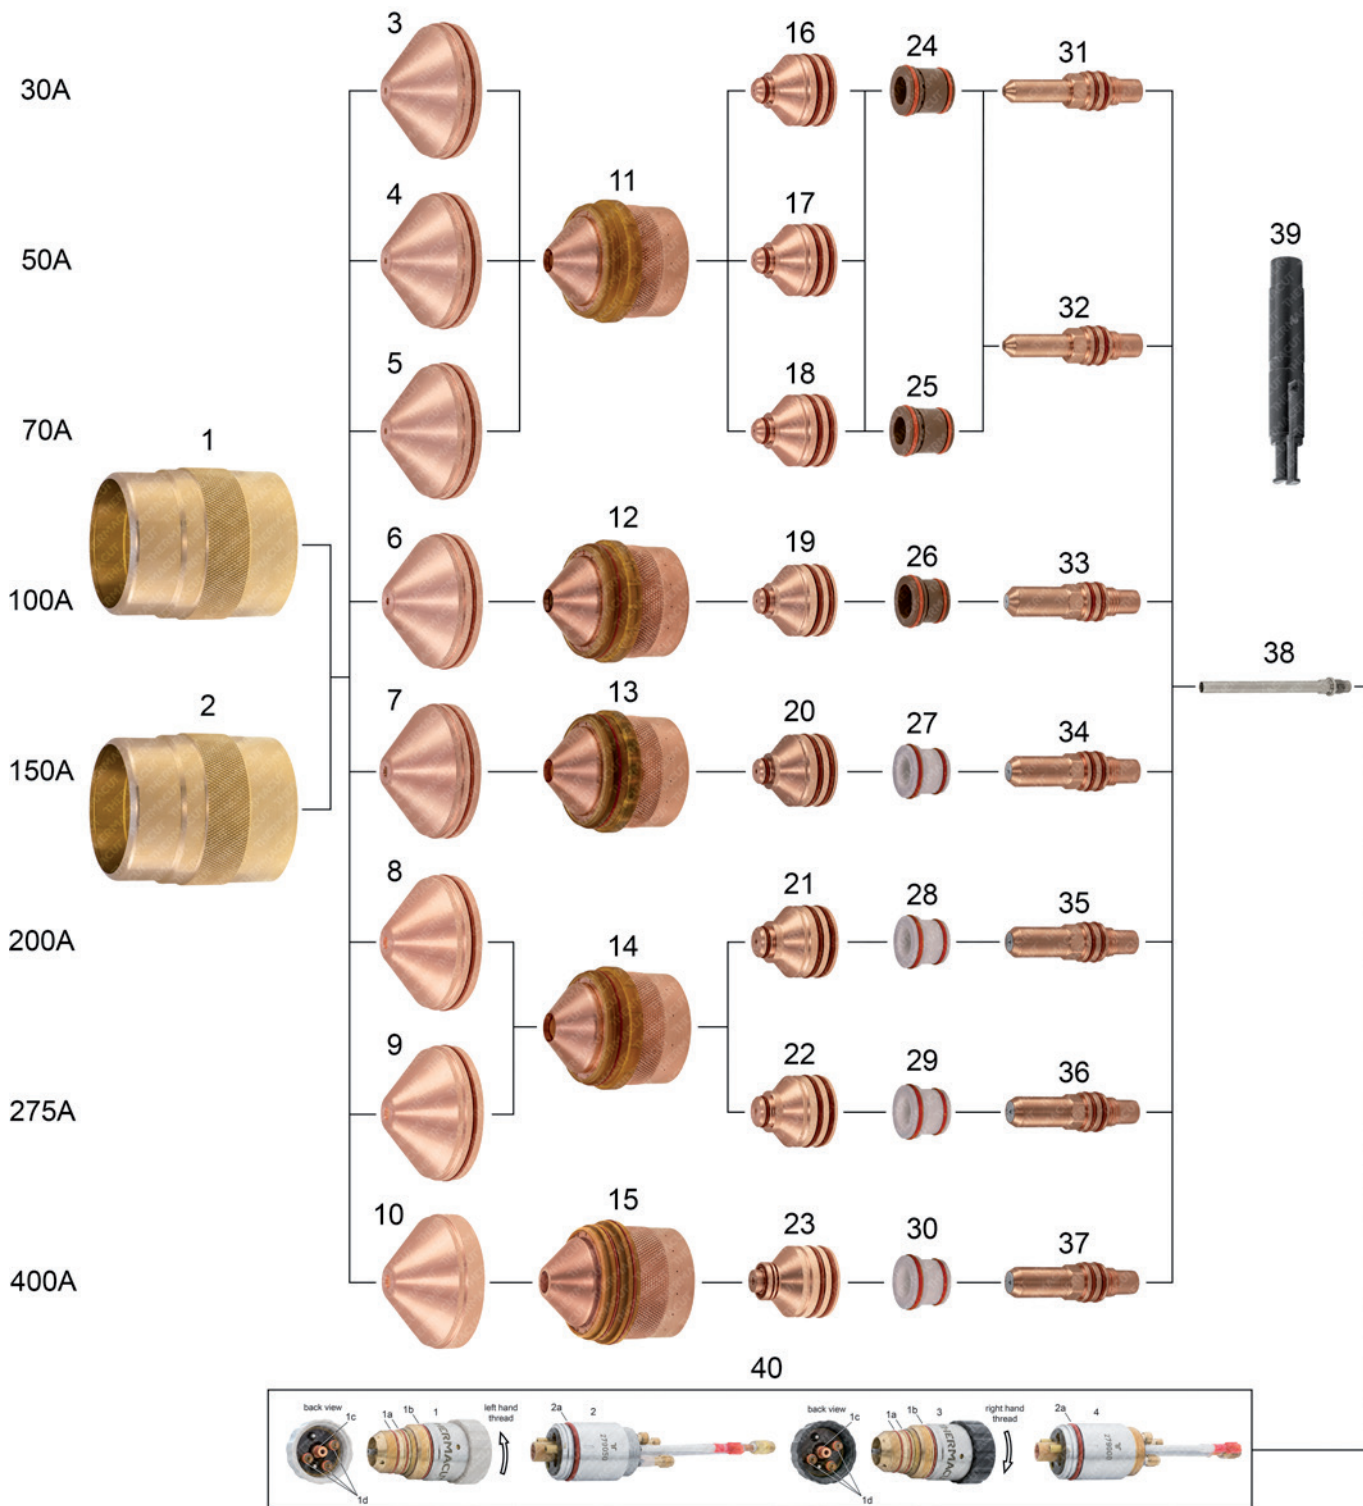 3 16 24 31
30A
4 11 17 39
50A
32
5 18 25
70A
1
6 12 19 26 33
100A
38
2 7 13 20 27 34
150A
8 21 28 35
200A
14
9 22 29 36
275A
10 15 23 30 37
400A
40
back view 1c 1a 1b 1 left hand thread 2a 2 back view 1c 1a 1b 3 right hand thread 2a 4
1d 1d